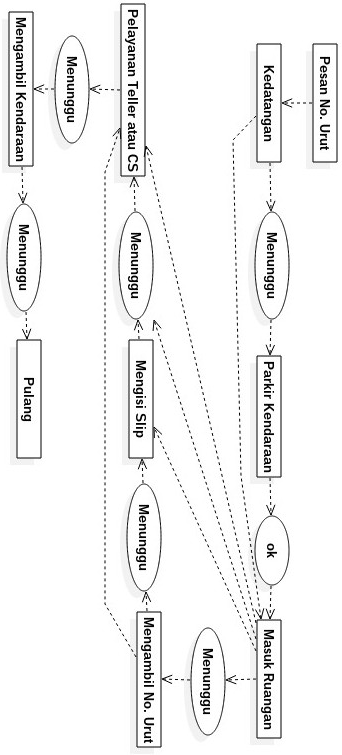 Pesan No. Urut
Kedatangan
Menunggu
Parkir Kendaraan
ok
Masuk Ruangan
Menunggu
Mengambil No. Urut
Menunggu
Mengisi Slip
Menunggu
Pelayanan Teller atau CS
Menunggu
Mengambil Kendaraan
Menunggu
Pulang